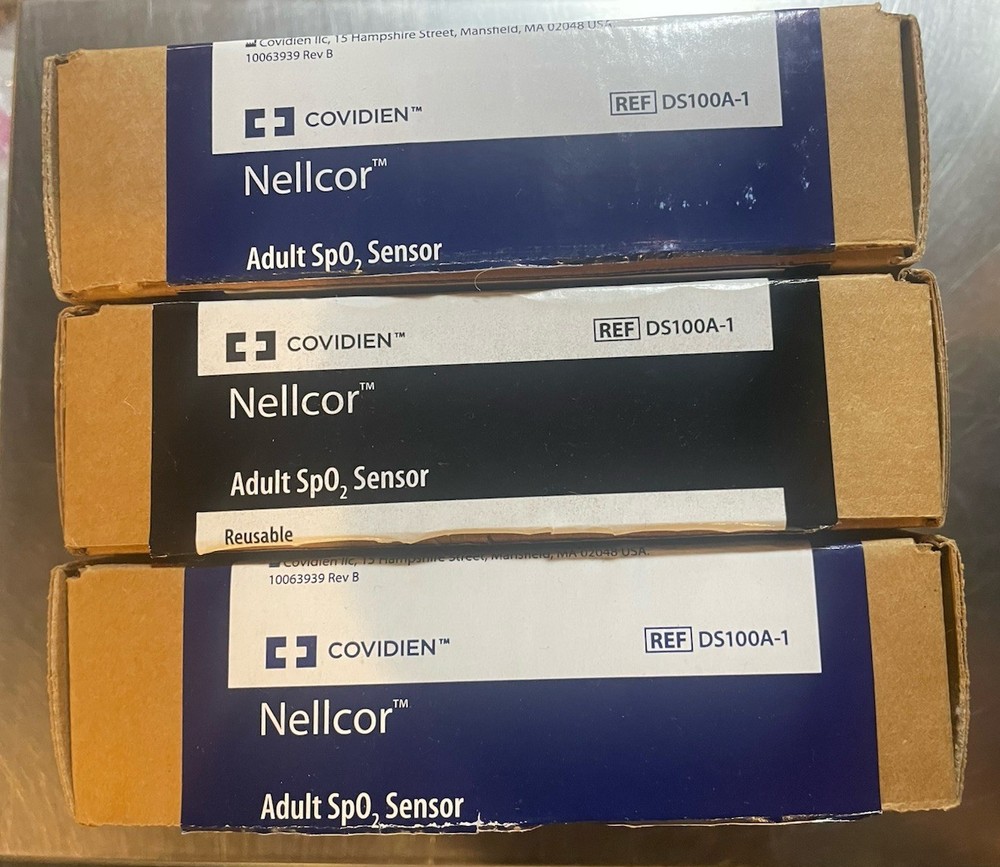 Covidien llc, 15 Hampshire Street, Mansfield, MA 02048 USA.
10063939 Rev B
COVIDIEN™ REF DS100A-1
Nellcor™
Adult SpO₂ Sensor
COVIDIEN™ REF DS100A-1
Nellcor™
Adult SpO₂ Sensor
Reusable
Covidien llc, 15 Hampshire Street, Mansfield, MA 02048 USA.
10063939 Rev B
COVIDIEN™ REF DS100A-1
Nellcor™
Adult SpO₂ Sensor